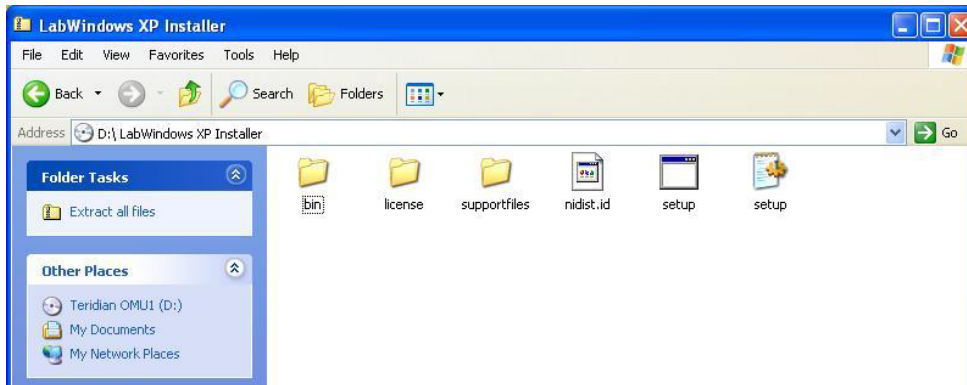 LabWindows XP Installer
File Edit View Favorites Tools Help
Back Search Folders
Address D:\ LabWindows XP Installer Go
Folder Tasks
Extract all files
Other Places
Teridian OMU1 (D:)
My Documents
My Network Places
bin license supportfiles nidist.id setup setup